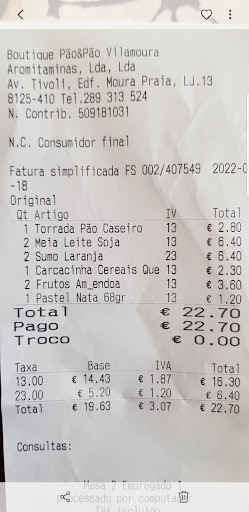 Boutique Pão&Pão Vilamoura
Aromitaminas, Lda, Lda
Av. Tivoli, Edf. Moura Praia, LJ.13
8125-410 Tel.289 313 524
N. Contrib. 509181031
N.C. Consumidor final
Fatura simplificada FS 002/407549 2022-0
-18
Original
Qt Artigo IV Total
1 Torrada Pão Caseiro 13 € 2.80
2 Meia Leite Soja 13 € 6.40
2 Sumo Laranja 23 € 6.40
1 Carcacinha Cereais Que 13 € 2.30
2 Frutos Am_endoa 13 € 3.60
1 Pastel Nata 68gr 13 € 1.20
Total € 22.70
Pago € 22.70
Troco € 0.00
Taxa Base IVA Total
13.00 € 14.43 € 1.87 € 16.30
23.00 € 5.20 € 1.20 € 6.40
Total € 19.63 € 3.07 € 22.70
Consultas:
Mesa 2 Empregado 1
Processado por computador
IVA incluido